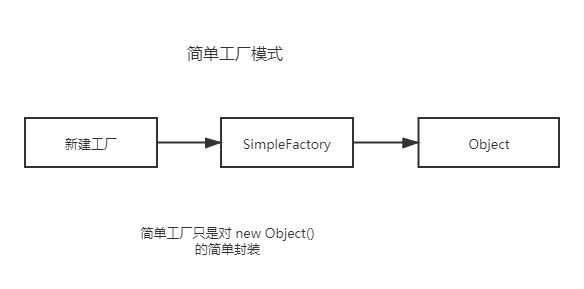 简单工厂模式
新建工厂
SimpleFactory
Object
简单工厂只是对 new Object()
的简单封装